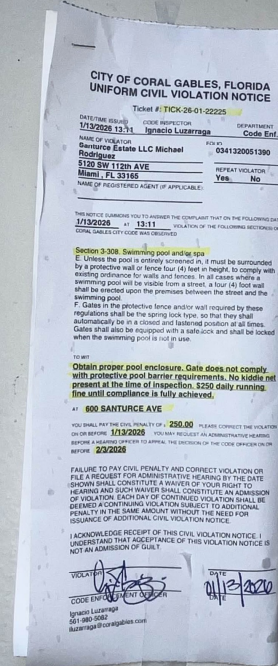 CITY OF CORAL GABLES, FLORIDA
UNIFORM CIVIL VIOLATION NOTICE
Ticket #: TICK-26-01-22225
DATE/TIME ISSUED CODE INSPECTOR DEPARTMENT
1/13/2026 13:11 Ignacio Luzarraga Code Enf
NAME OF VIOLATOR
Santurce Estate LLC Michael 0341320051390
Rodriguez
5120 SW 112th AVE REPEAT VIOLATOR
Miami , FL 33165 Yes No
NAME OF REGISTERED AGENT (IF APPLICABLE)
THIS NOTICE SUMMONS YOU TO ANSWER THE COMPLAINT THAT ON THE FOLLOWING DA
1/13/2026 AT 13:11 VIOLATION OF THE FOLLOWING SECTION(S) O
CORAL GABLES CITY CODE WAS OBSERVED
Section 3-308. Swimming pool and/or spa
E. Unless the pool is entirely screened in, it must be surrounded
by a protective wall or fence four (4) feet in height, to comply with
existing ordinance for walls and fences. In all cases where a
swimming pool will be visible from a street, a four (4) foot wall
shall be erected upon the premises between the street and the
swimming pool.
F. Gates in the protective fence and/or wall required by these
regulations shall be the spring lock type, so that they shall
automatically be in a closed and fastened position at all times.
Gates shall also be equipped with a safe lock and shall be locked
when the swimming pool is not in use.
TO WIT
Obtain proper pool enclosure. Gate does not comply
with protective pool barrier requirements. No kiddie net
present at the time of inspection. $250 daily running
fine until compliance is fully achieved.
AT 600 SANTURCE AVE
YOU SHALL PAY THE CIVIL PENALTY OF $ 250.00 PLEASE CORRECT THE VIOLATION
ON OR BEFORE 1/13/2026 YOU MAY REQUEST AN ADMINISTRATIVE HEARING
BEFORE A HEARING OFFICER TO APPEAL THE DECISION OF THE CODE OFFICER ON OR
BEFORE 2/3/2026
FAILURE TO PAY CIVIL PENALTY AND CORRECT VIOLATION OR
FILE A REQUEST FOR ADMINISTRATIVE HEARING BY THE DATE
SHOWN SHALL CONSTITUTE A WAIVER OF YOUR RIGHT TO
HEARING AND SUCH WAIVER SHALL CONSTITUTE AN ADMISSION
OF VIOLATION. EACH DAY OF CONTINUED VIOLATION SHALL BE
DEEMED A CONTINUING VIOLATION SUBJECT TO ADDITIONAL
PENALTY IN THE SAME AMOUNT WITHOUT THE NEED FOR
ISSUANCE OF ADDITIONAL CIVIL VIOLATION NOTICE.
I ACKNOWLEDGE RECEIPT OF THIS CIVIL VIOLATION NOTICE. I
UNDERSTAND THAT ACCEPTANCE OF THIS VIOLATION NOTICE IS
NOT AN ADMISSION OF GUILT.
VIOLATOR DATE
01/13/2026
CODE ENFORCEMENT OFFICER DATE
Ignacio Luzarraga
561-980-5082
iluzarraga@coralgables.com